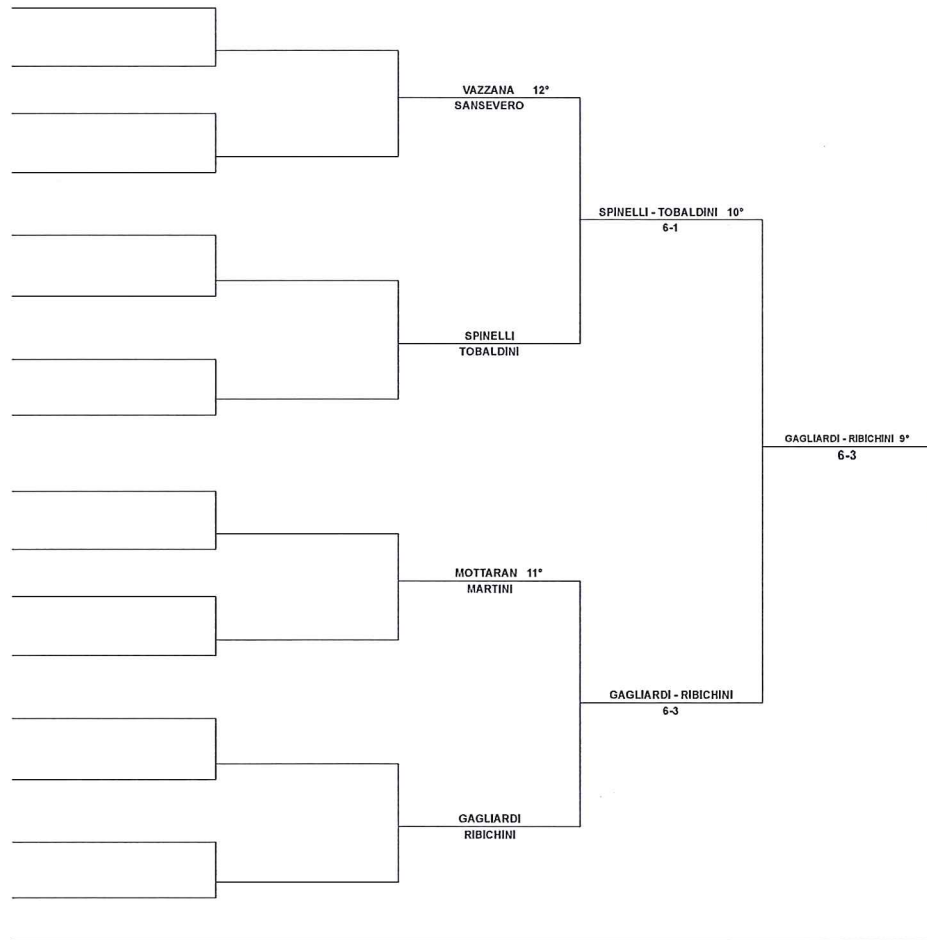 VAZZANA 12°
SANSEVERO
SPINELLI - TOBALDINI 10°
6-1
SPINELLI
TOBALDINI
GAGLIARDI - RIBICHINI 9°
6-3
MOTTARAN 11°
MARTINI
GAGLIARDI - RIBICHINI
6-3
GAGLIARDI
RIBICHINI